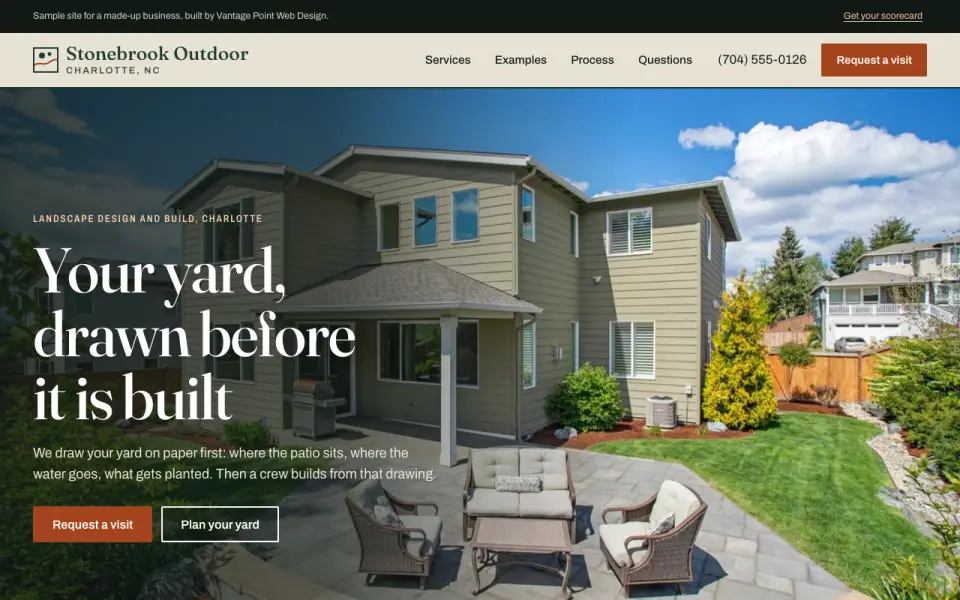 Sample site for a made-up business, built by Vantage Point Web Design.
Get your scorecard
Stonebrook Outdoor
CHARLOTTE, NC
Services
Examples
Process
Questions
(704) 555-0126
Request a visit
LANDSCAPE DESIGN AND BUILD, CHARLOTTE
Your yard,
drawn before
it is built
We draw your yard on paper first: where the patio sits, where the
water goes, what gets planted. Then a crew builds from that drawing.
Request a visit
Plan your yard